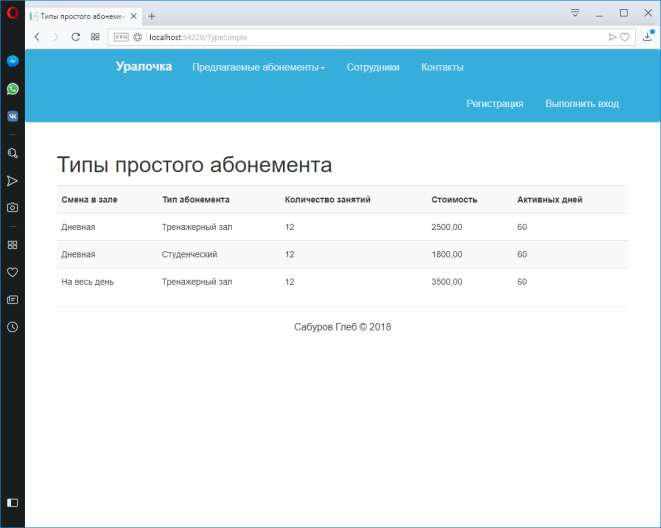 Типы простого абонемен
VPN localhost:54220/TypeSimple
Уралочка Предлагаемые абонементы Сотрудники Контакты
Регистрация Выполнить вход
Типы простого абонемента
Смена в зале Тип абонемента Количество занятий Стоимость Активных дней
Дневная Тренажерный зал 12 2500,00 60
Дневная Студенческий 12 1800,00 60
На весь день Тренажерный зал 12 3500,00 60
Сабуров Глеб © 2018